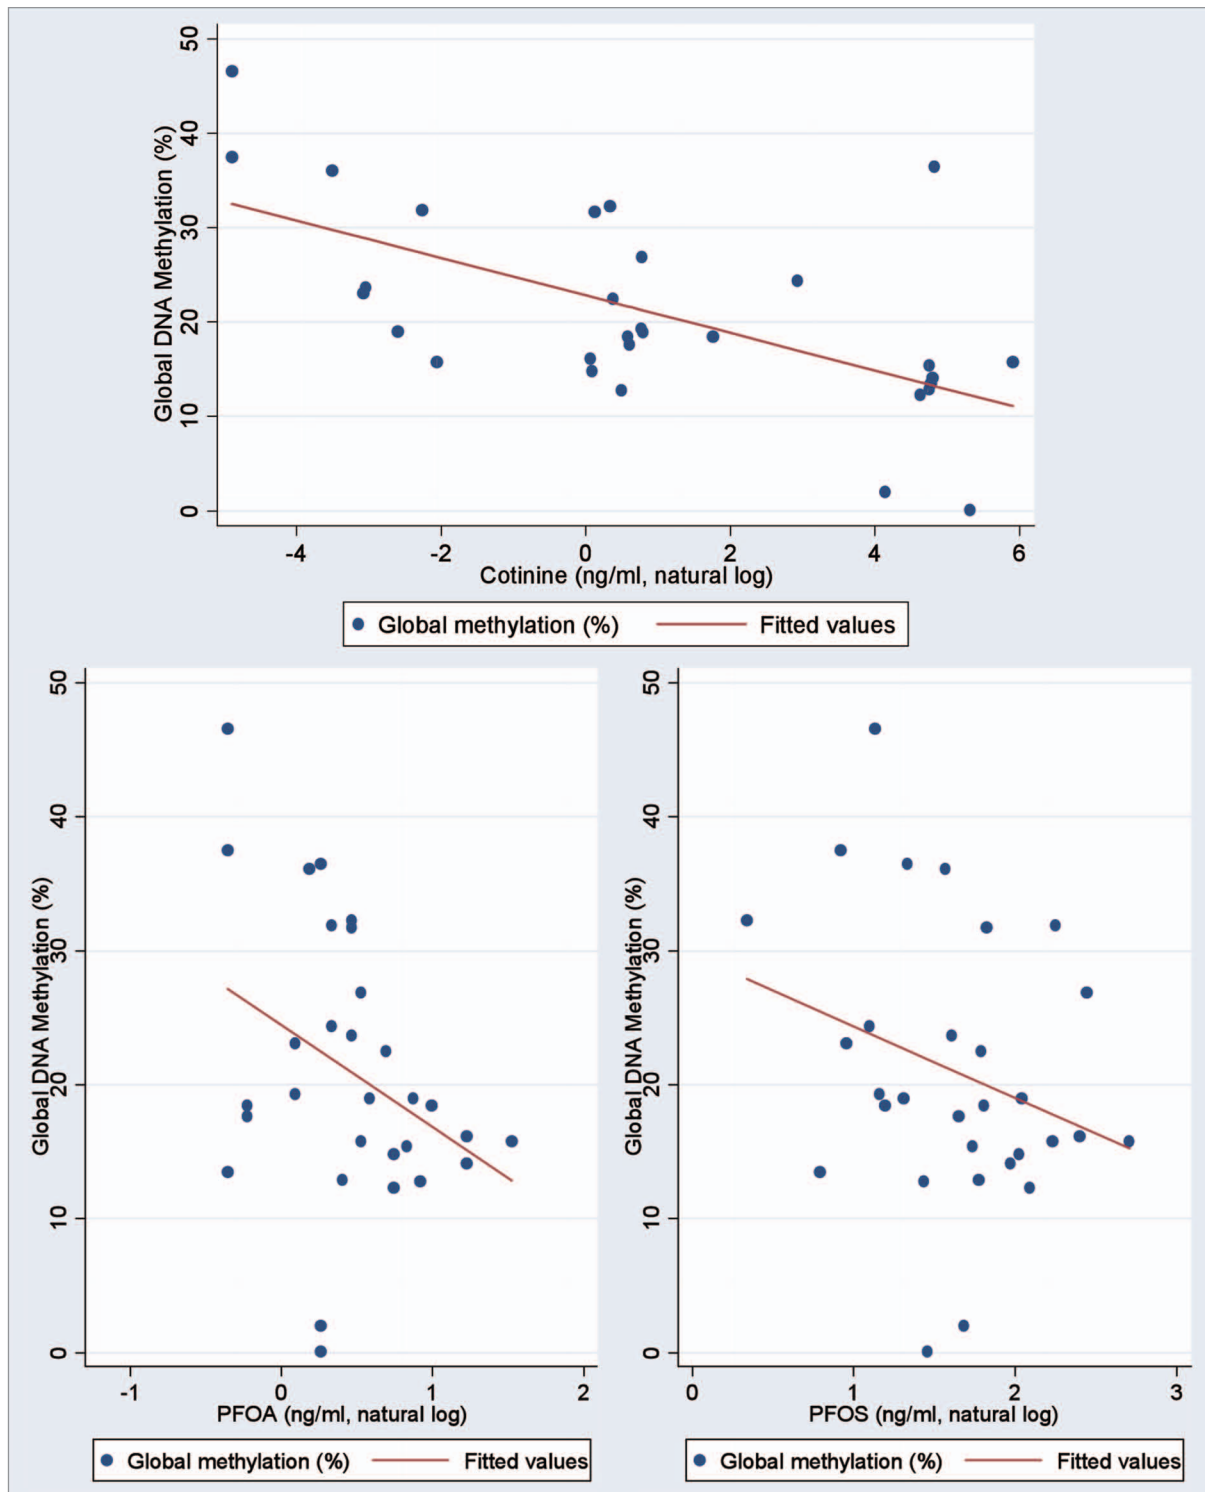 Global DNA Methylation (%)
50
40
30
20
10
0
-4 -2 0 2 4 6
Cotinine (ng/ml, natural log)
Global methylation (%) Fitted values
Global DNA Methylation (%)
50
40
30
20
10
0
-1 0 1 2
PFOA (ng/ml, natural log)
Global methylation (%) Fitted values
Global DNA Methylation (%)
50
40
30
20
10
0
0 1 2 3
PFOS (ng/ml, natural log)
Global methylation (%) Fitted values